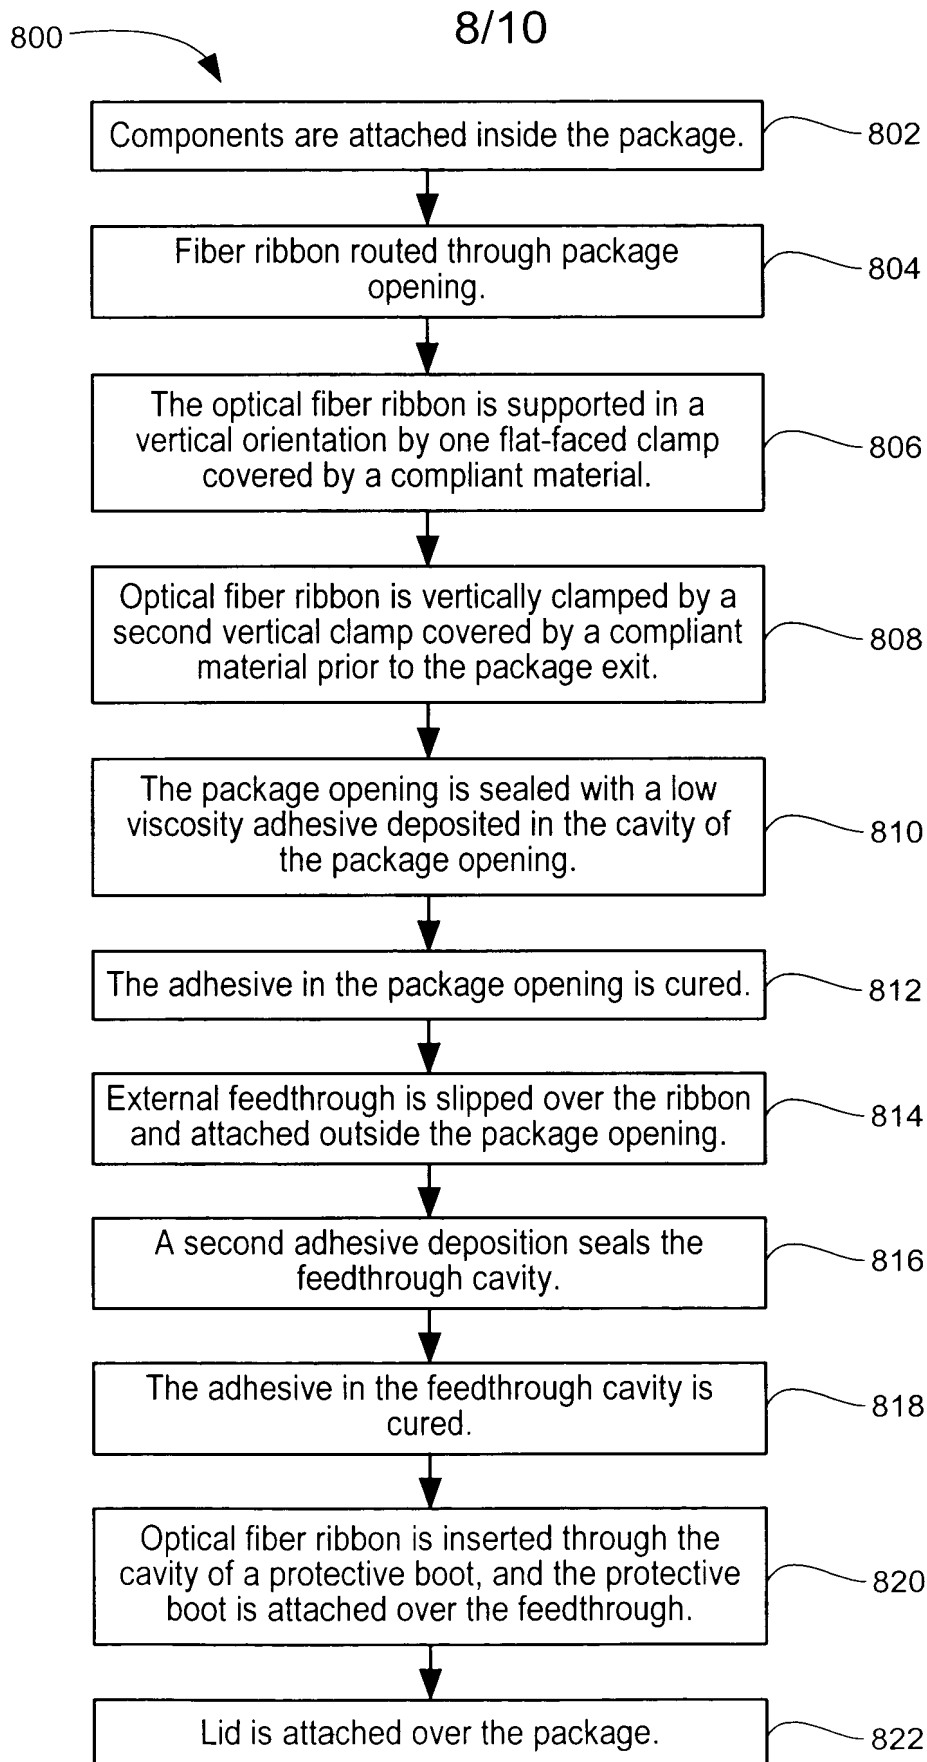 8/10
800
Components are attached inside the package.
802
Fiber ribbon routed through package
opening.
804
The optical fiber ribbon is supported in a
vertical orientation by one flat-faced clamp
covered by a compliant material.
806
Optical fiber ribbon is vertically clamped by a
second vertical clamp covered by a compliant
material prior to the package exit.
808
The package opening is sealed with a low
viscosity adhesive deposited in the cavity of
the package opening.
810
The adhesive in the package opening is cured.
812
External feedthrough is slipped over the ribbon
and attached outside the package opening.
814
A second adhesive deposition seals the
feedthrough cavity.
816
The adhesive in the feedthrough cavity is
cured.
818
Optical fiber ribbon is inserted through the
cavity of a protective boot, and the protective
boot is attached over the feedthrough.
820
Lid is attached over the package.
822